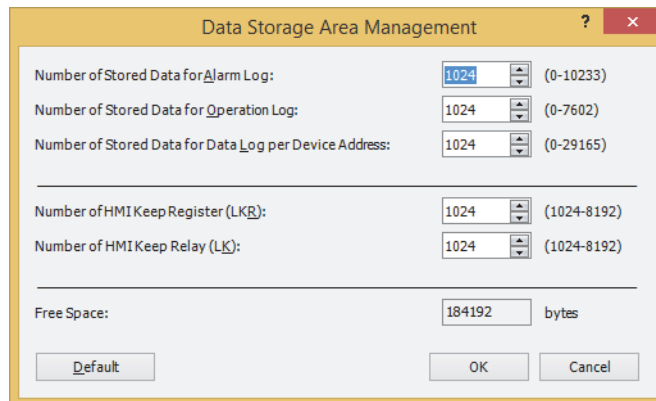 Data Storage Area Management ? ×
Number of Stored Data for Alarm Log: 1024 (0-10233)
Number of Stored Data for Operation Log: 1024 (0-7602)
Number of Stored Data for Data Log per Device Address: 1024 (0-29165)
Number of HMI Keep Register (LKR): 1024 (1024-8192)
Number of HMI Keep Relay (LK): 1024 (1024-8192)
Free Space: 184192 bytes
Default OK Cancel